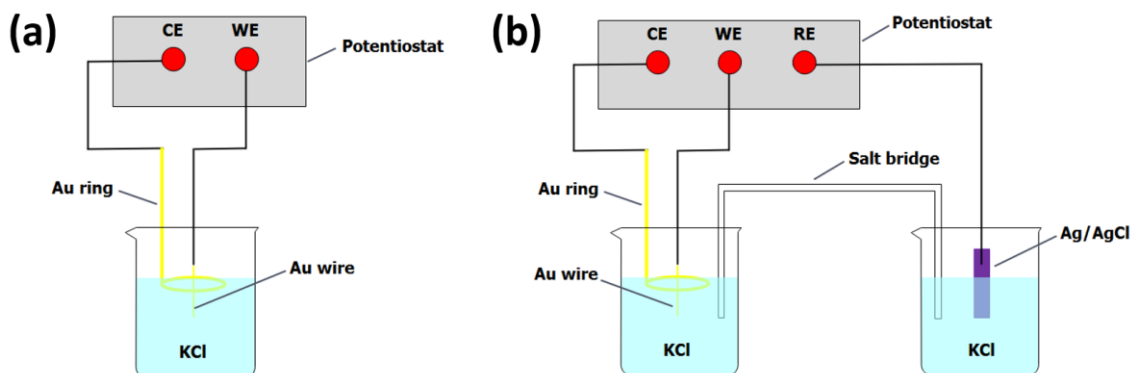 (a)
CE
WE
Potentiostat
Au ring
Au wire
KCl
(b)
CE
WE
RE
Potentiostat
Salt bridge
Au ring
Ag/AgCl
Au wire
KCl
KCl